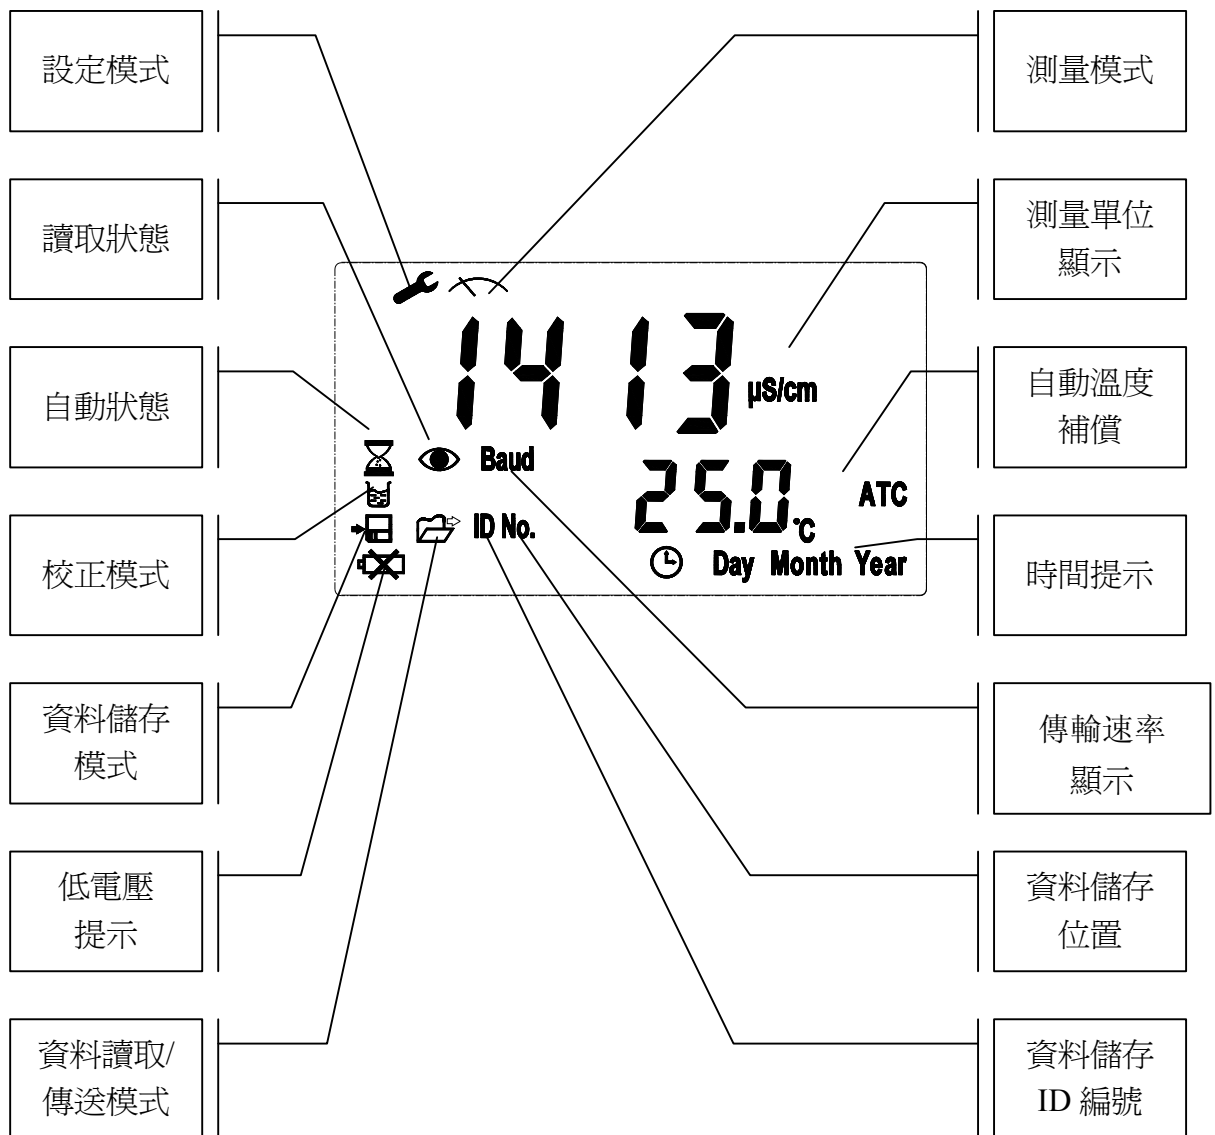 設定模式
讀取狀態
自動狀態
校正模式
資料儲存
模式
低電壓
提示
資料讀取/
傳送模式
1413
µS/cm
Baud
25.0
°C
ATC
ID No.
Day Month Year
測量模式
測量單位
顯示
自動溫度
補償
時間提示
傳輸速率
顯示
資料儲存
位置
資料儲存
ID 編號